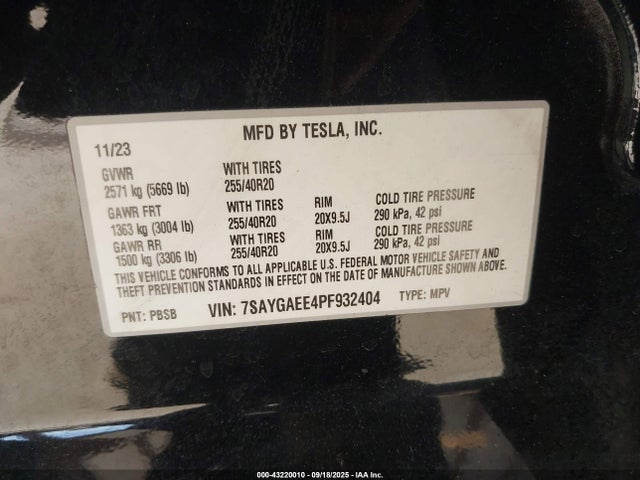 MFD BY TESLA, INC.
11/23
GVWR WITH TIRES
2571 kg (5669 lb) 255/40R20
GAWR FRT WITH TIRES RIM COLD TIRE PRESSURE
1363 kg (3004 lb) 255/40R20 20X9.5J 290 kPa, 42 psi
GAWR RR WITH TIRES RIM COLD TIRE PRESSURE
1500 kg (3306 lb) 255/40R20 20X9.5J 290 kPa, 42 psi
THIS VEHICLE CONFORMS TO ALL APPLICABLE U.S. FEDERAL MOTOR VEHICLE SAFETY AND
THEFT PREVENTION STANDARDS IN EFFECT ON THE DATE OF MANUFACTURE SHOWN ABOVE.
PNT: PBSB VIN: 7SAYGAEE4PF932404 TYPE: MPV
000-43220010 - 09/18/2025 - IAA Inc.